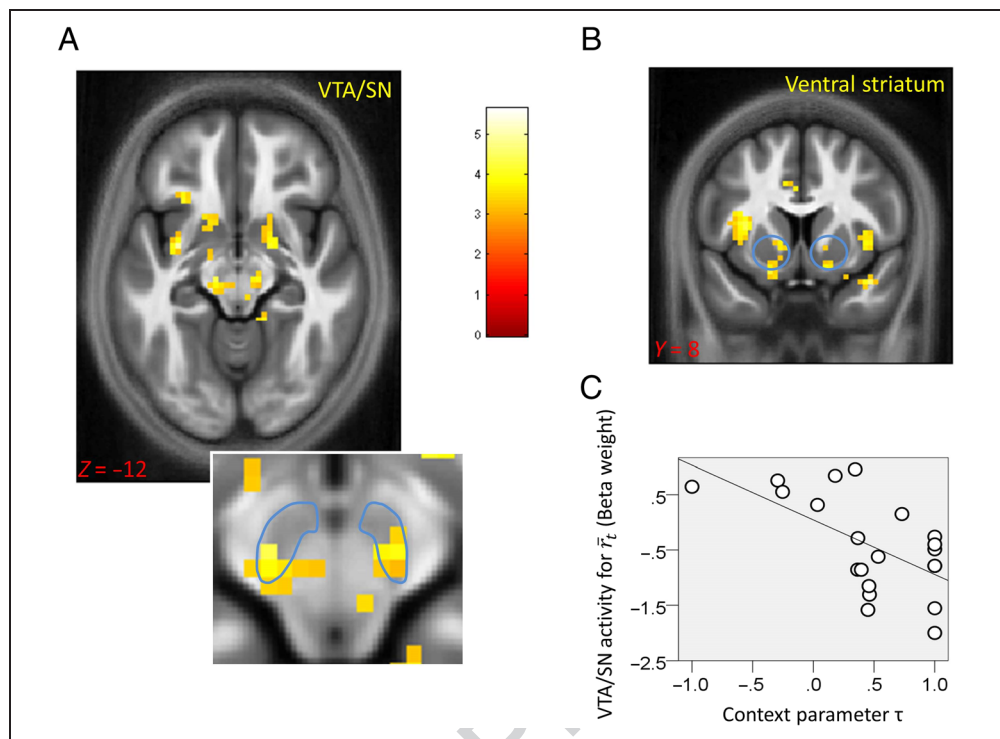 A
VTA/SN
Z = –12
5
4
3
2
1
0
B
Ventral striatum
Y = 8
C
VTA/SN activity for r̄t (Beta weight)
.5
-.5
-1.5
-2.5
-1.0
-.5
.0
.5
1.0
Context parameter τ